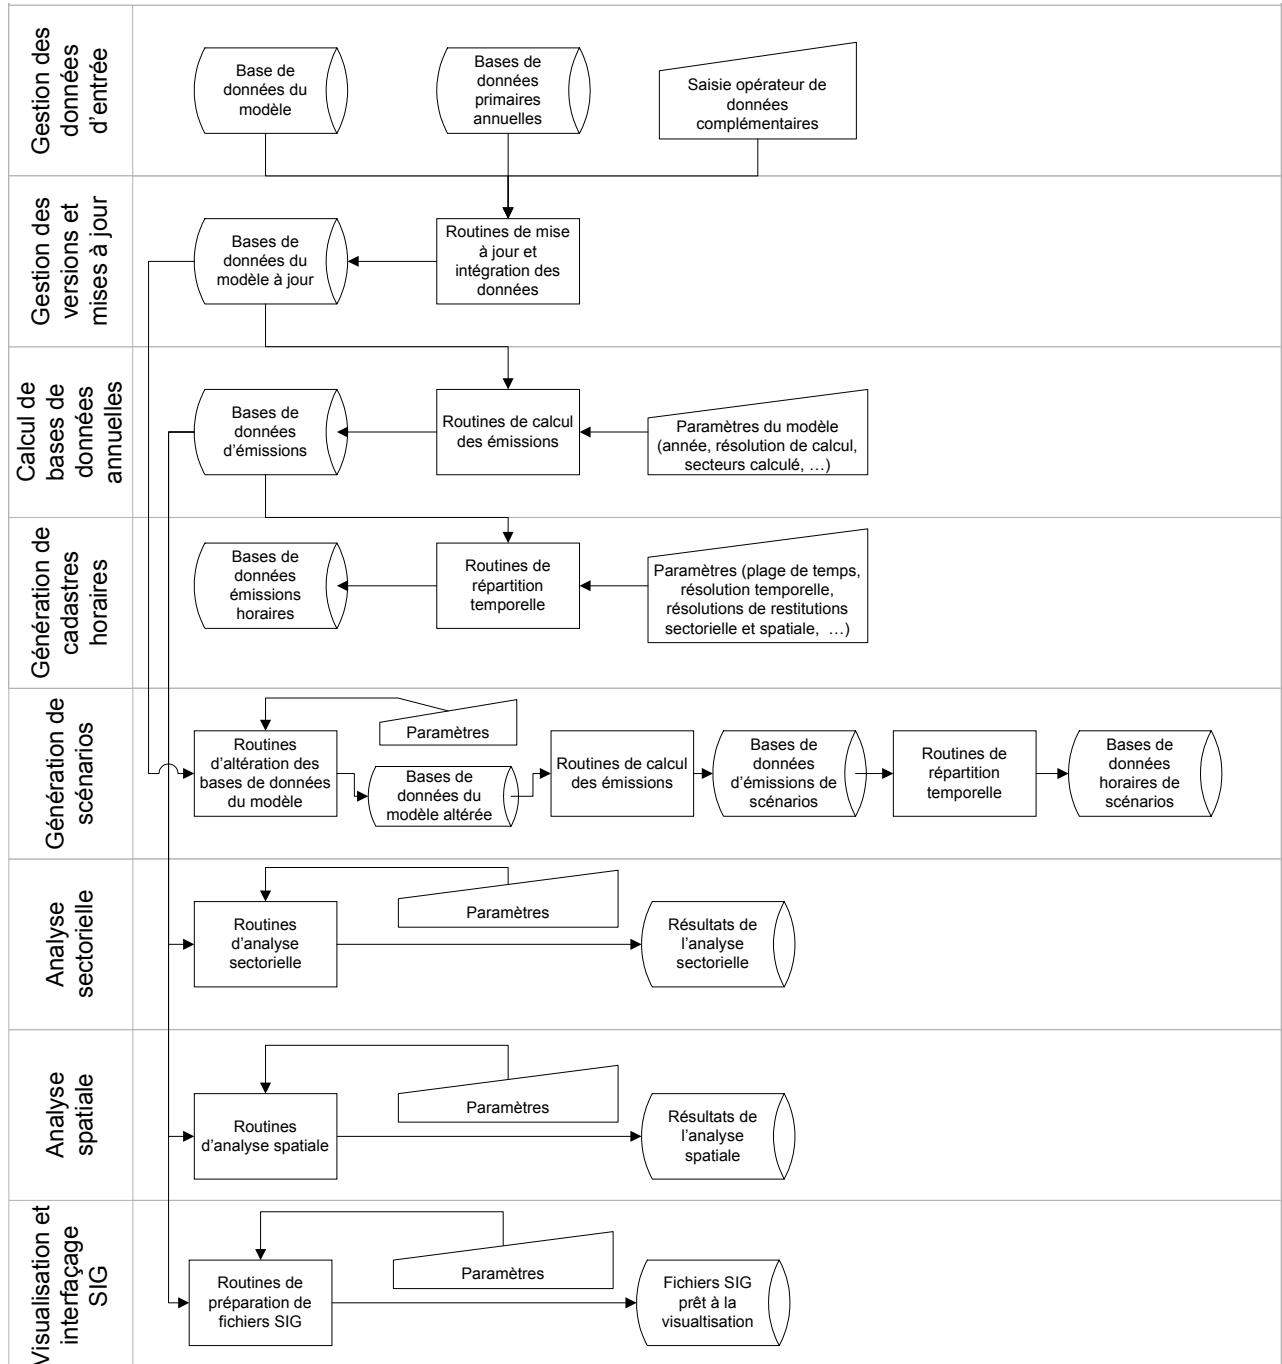 Gestion des
données
d'entrée
Base de
données du
modèle
Bases de
données
primaires
annuelles
Saisie opérateur de
données
complémentaires
Gestion des
versions et
mises à jour
Bases de
données du
modèle à jour
Routines de mise
à jour et
intégration des
données
Calcul de
bases de
données
annuelles
Bases de
données
d'émissions
Routines de calcul
des émissions
Paramètres du modèle
(année, résolution de calcul,
secteurs calculé, …)
Génération de
cadastres
horaires
Bases de
données
émissions
horaires
Routines de
répartition
temporelle
Paramètres (plage de temps,
résolution temporelle,
résolutions de restitutions
sectorielle et spatiale, …)
Génération de
scénarios
Routines
d'altération des
bases de données
du modèle
Paramètres
Bases de
données du
modèle altérée
Routines de calcul
des émissions
Bases de
données
d'émissions de
scénarios
Routines de
répartition
temporelle
Bases de
données
horaires de
scénarios
Analyse
sectorielle
Routines
d'analyse
sectorielle
Paramètres
Résultats de
l'analyse
sectorielle
Analyse
spatiale
Routines
d'analyse spatiale
Paramètres
Résultats de
l'analyse
spatiale
Visualisation et
interfaçage
SIG
Routines de
préparation de
fichiers SIG
Paramètres
Fichiers SIG
prêt à la
visualtisation